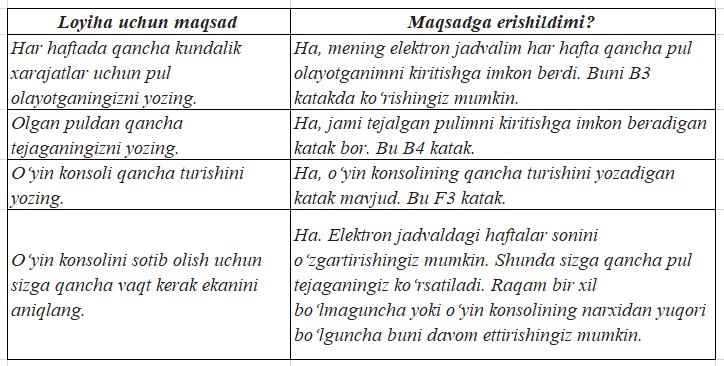 Loyiha uchun maqsad
Maqsadga erishildimi?
Har haftada qancha kundalik
xarajatlar uchun pul
olayotganingizni yozing.
Ha, mening elektron jadvalim har hafta qancha pul
olayotganimni kiritishga imkon berdi. Buni B3
katakda ko‘rishingiz mumkin.
Olgan puldan qancha
tejaganingizni yozing.
Ha, jami tejalgan pulimni kiritishga imkon beradigan
katak bor. Bu B4 katak.
O‘yin konsoli qancha turishini
yozing.
Ha, o‘yin konsolining qancha turishini yozadigan
katak mavjud. Bu F3 katak.
O‘yin konsolini sotib olish uchun
sizga qancha vaqt kerak ekanini
aniqlang.
Ha. Elektron jadvaldagi haftalar sonini
o‘zgartirishingiz mumkin. Shunda sizga qancha pul
tejaganingiz ko‘rsatiladi. Raqam bir xil
bo‘lmaguncha yoki o‘yin konsolining narxidan yuqori
bo‘lguncha buni davom ettirishingiz mumkin.